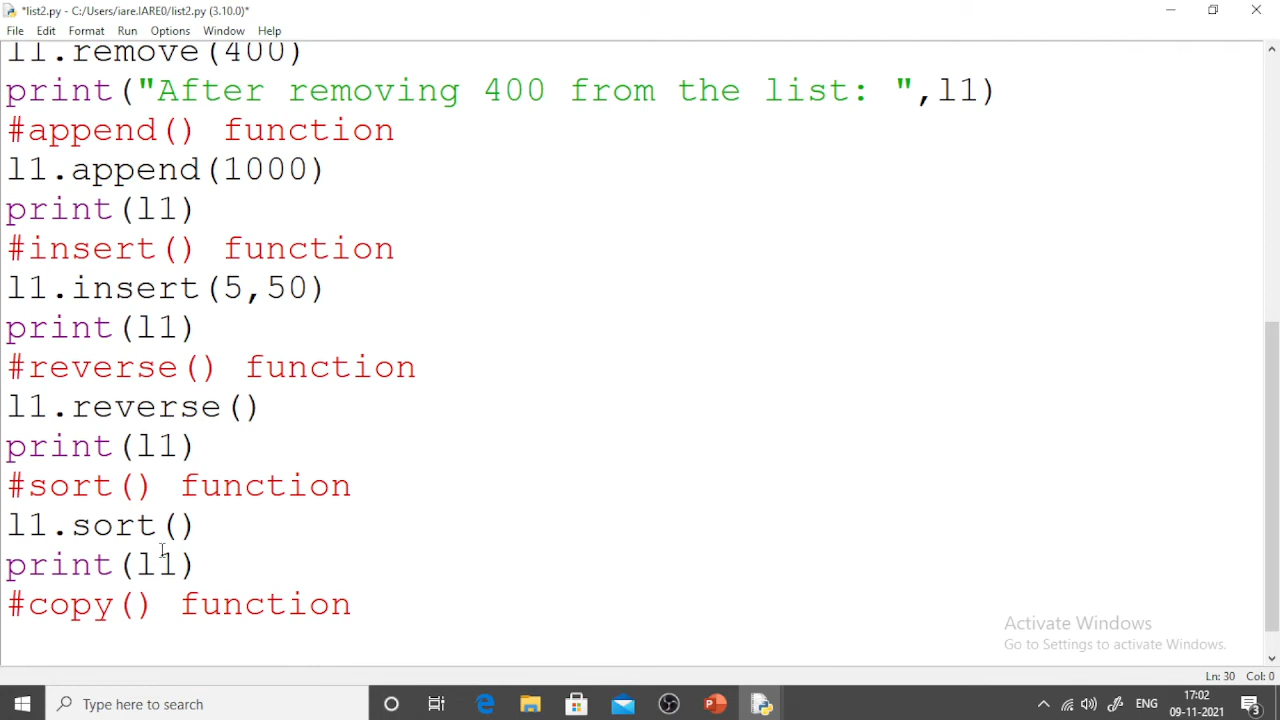 *list2.py - C:/Users/iare.IARE0/list2.py (3.10.0)*
File Edit Format Run Options Window Help
l1.remove(400)
print("After removing 400 from the list: ",l1)
#append() function
l1.append(1000)
print(l1)
#insert() function
l1.insert(5,50)
print(l1)
#reverse() function
l1.reverse()
print(l1)
#sort() function
l1.sort()
print(l1)
#copy() function
Activate Windows
Go to Settings to activate Windows.
Ln: 30 Col: 0
Type here to search
ENG
17:02
09-11-2021
3